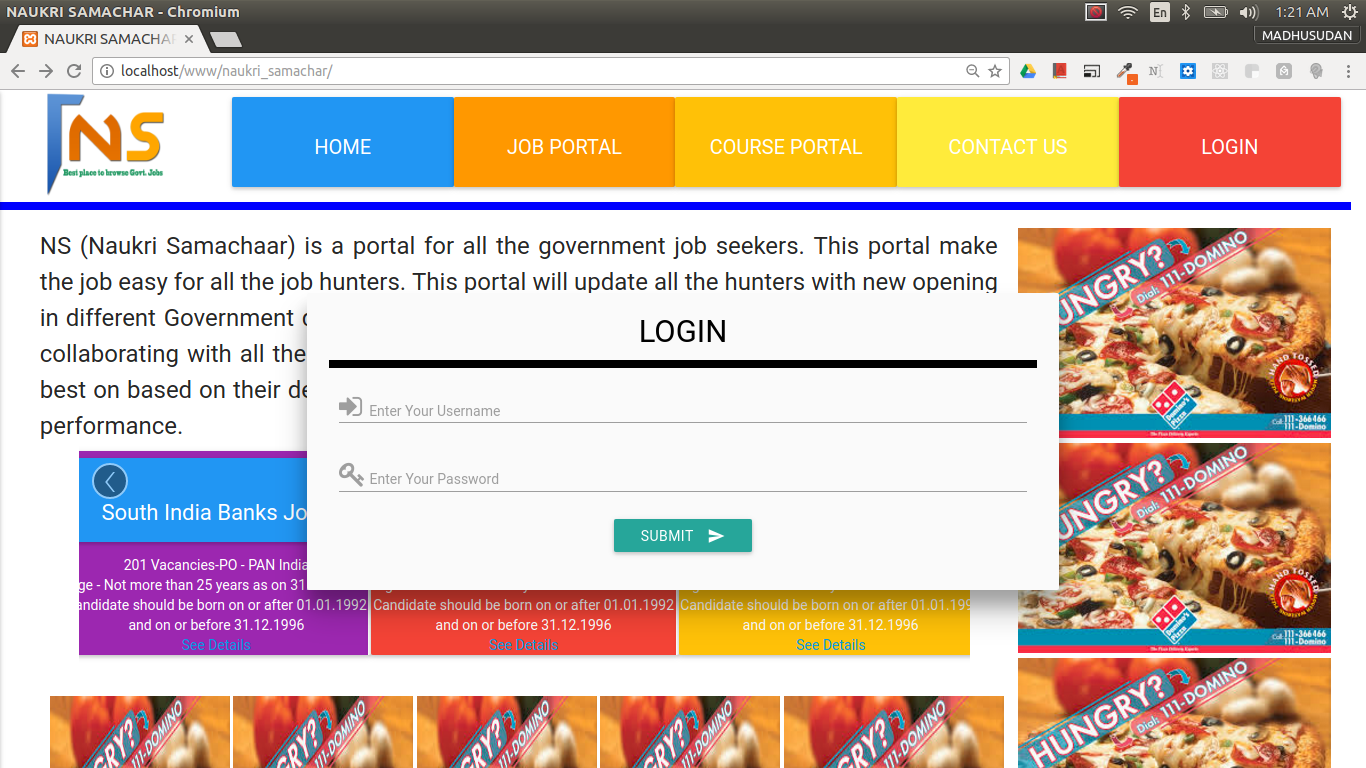 NAUKRI SAMACHAR - Chromium
En
1:21 AM
NAUKRI SAMACHA
MADHUSUDAN
localhost/www/naukri_samachar/
NS
Best place to browse Govt. Jobs
HOME
JOB PORTAL
COURSE PORTAL
CONTACT US
LOGIN
NS (Naukri Samachaar) is a portal for all the government job seekers. This portal make
the job easy for all the job hunters. This portal will update all the hunters with new opening
in different Government
collaborating with all the
best on based on their de
performance.
LOGIN
Enter Your Username
Enter Your Password
SUBMIT
South India Banks Jo
201 Vacancies-PO - PAN India
ge - Not more than 25 years as on 31
andidate should be born on or after 01.01.1992
and on or before 31.12.1996
See Details
Candidate should be born on or after 01.01.1992
and on or before 31.12.1996
See Details
Candidate should be born on or after 01.01.199
and on or before 31.12.1996
See Details
HUNGRY?
Dial: 111-DOMINO
HAND TOSSED
Domino's Pizza
The Pizza Delivery Experts
Call: 111-366466
111-Domino
HUNGRY?
Dial: 111-DOMINO
HAND TOSSED
Domino's Pizza
The Pizza Delivery Experts
Call: 111-366466
111-Domino
HUNGRY?
Dial: 111-DOMINO
GRY?
111-DOMINO
GRY?
111-DOMINO
GRY?
111-DOMINO
GRY?
111-DOMINO
GRY?
111-DOMINO